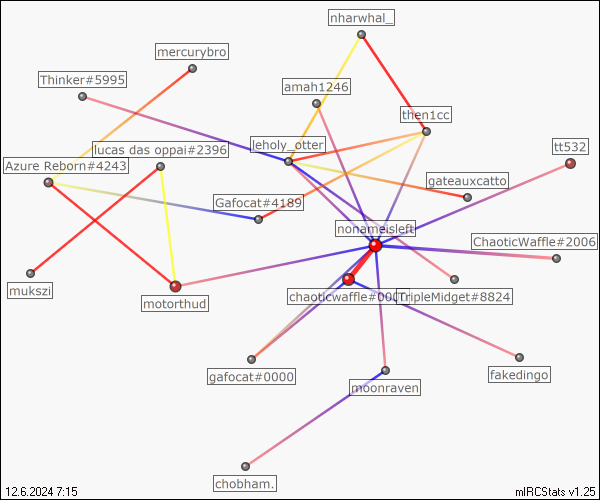 nharwhal_
mercurybro
Thinker#5995
amah1246
then1cc
leholy_otter
lucas das oppai#2396
tt532
Azure Reborn#4243
gateauxcatto
Gafocat#4189
nonameisleft
ChaoticWaffle#2006
mukszi
motorthud
chaoticwaffle#00
TripleMidget#8824
gafocat#0000
moonraven
fakedingo
chobham.
12.6.2024 7:15
mIRCStats v1.25